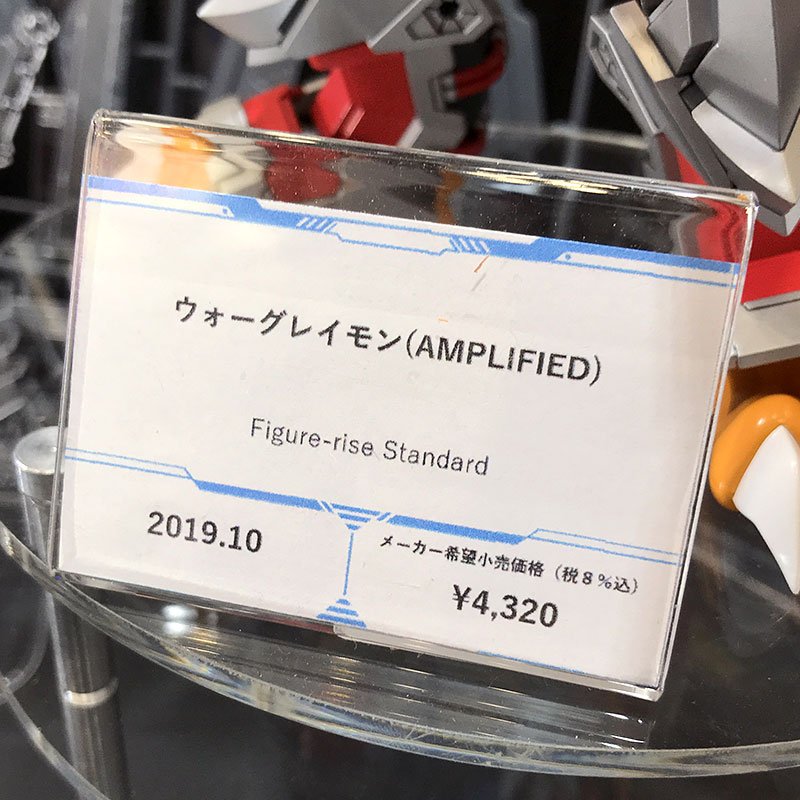 ウォーグレイモン(AMPLIFIED)
Figure-rise Standard
2019.10
メーカー希望小売価格（税８％込）
¥4,320